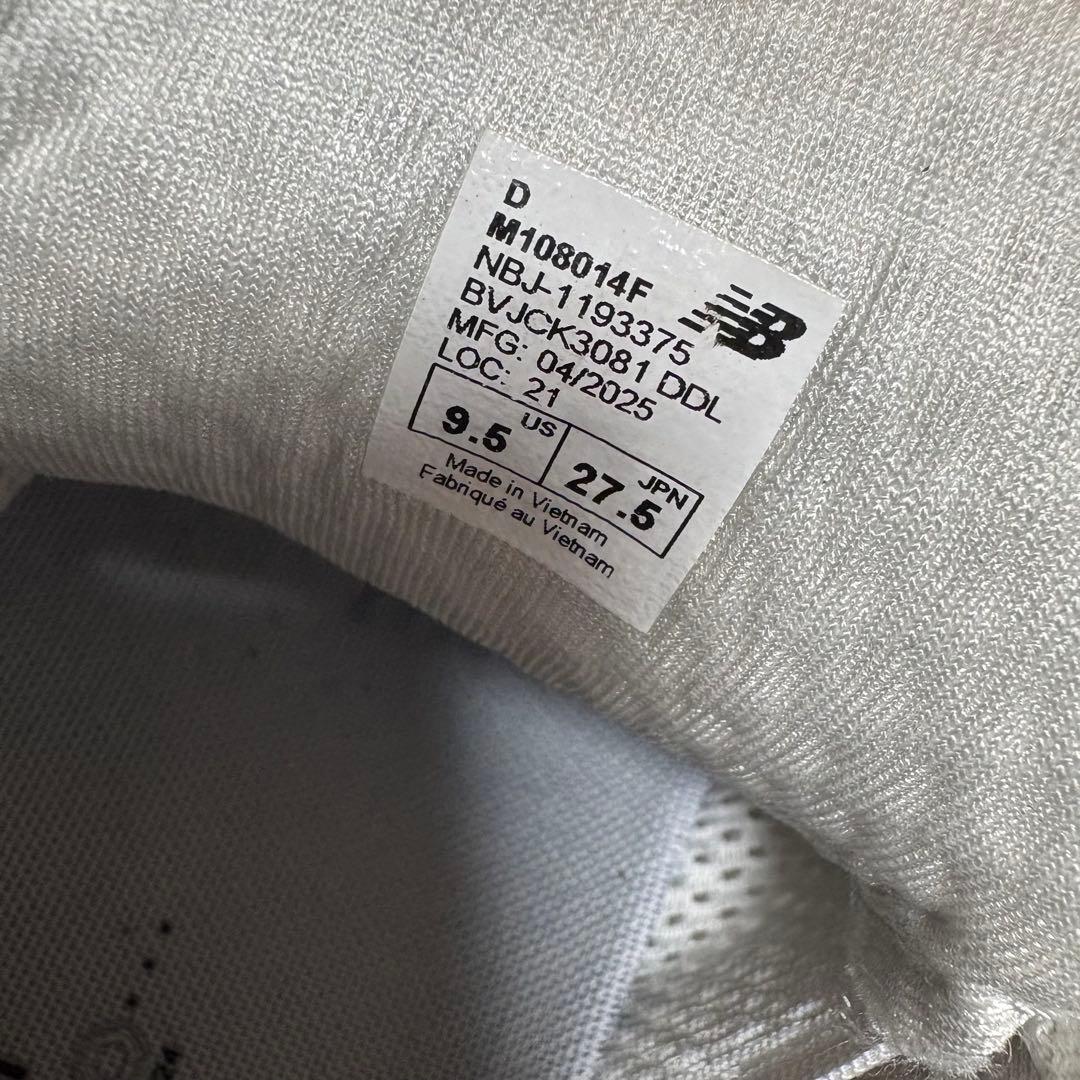 D
M108014F
NBJ-1193375
BVJCK3081 DDL
MFG: 04/2025
LOC: 21
US JPN
9.5 27.5
Made in Vietnam
Fabriqué au Vietnam
NB